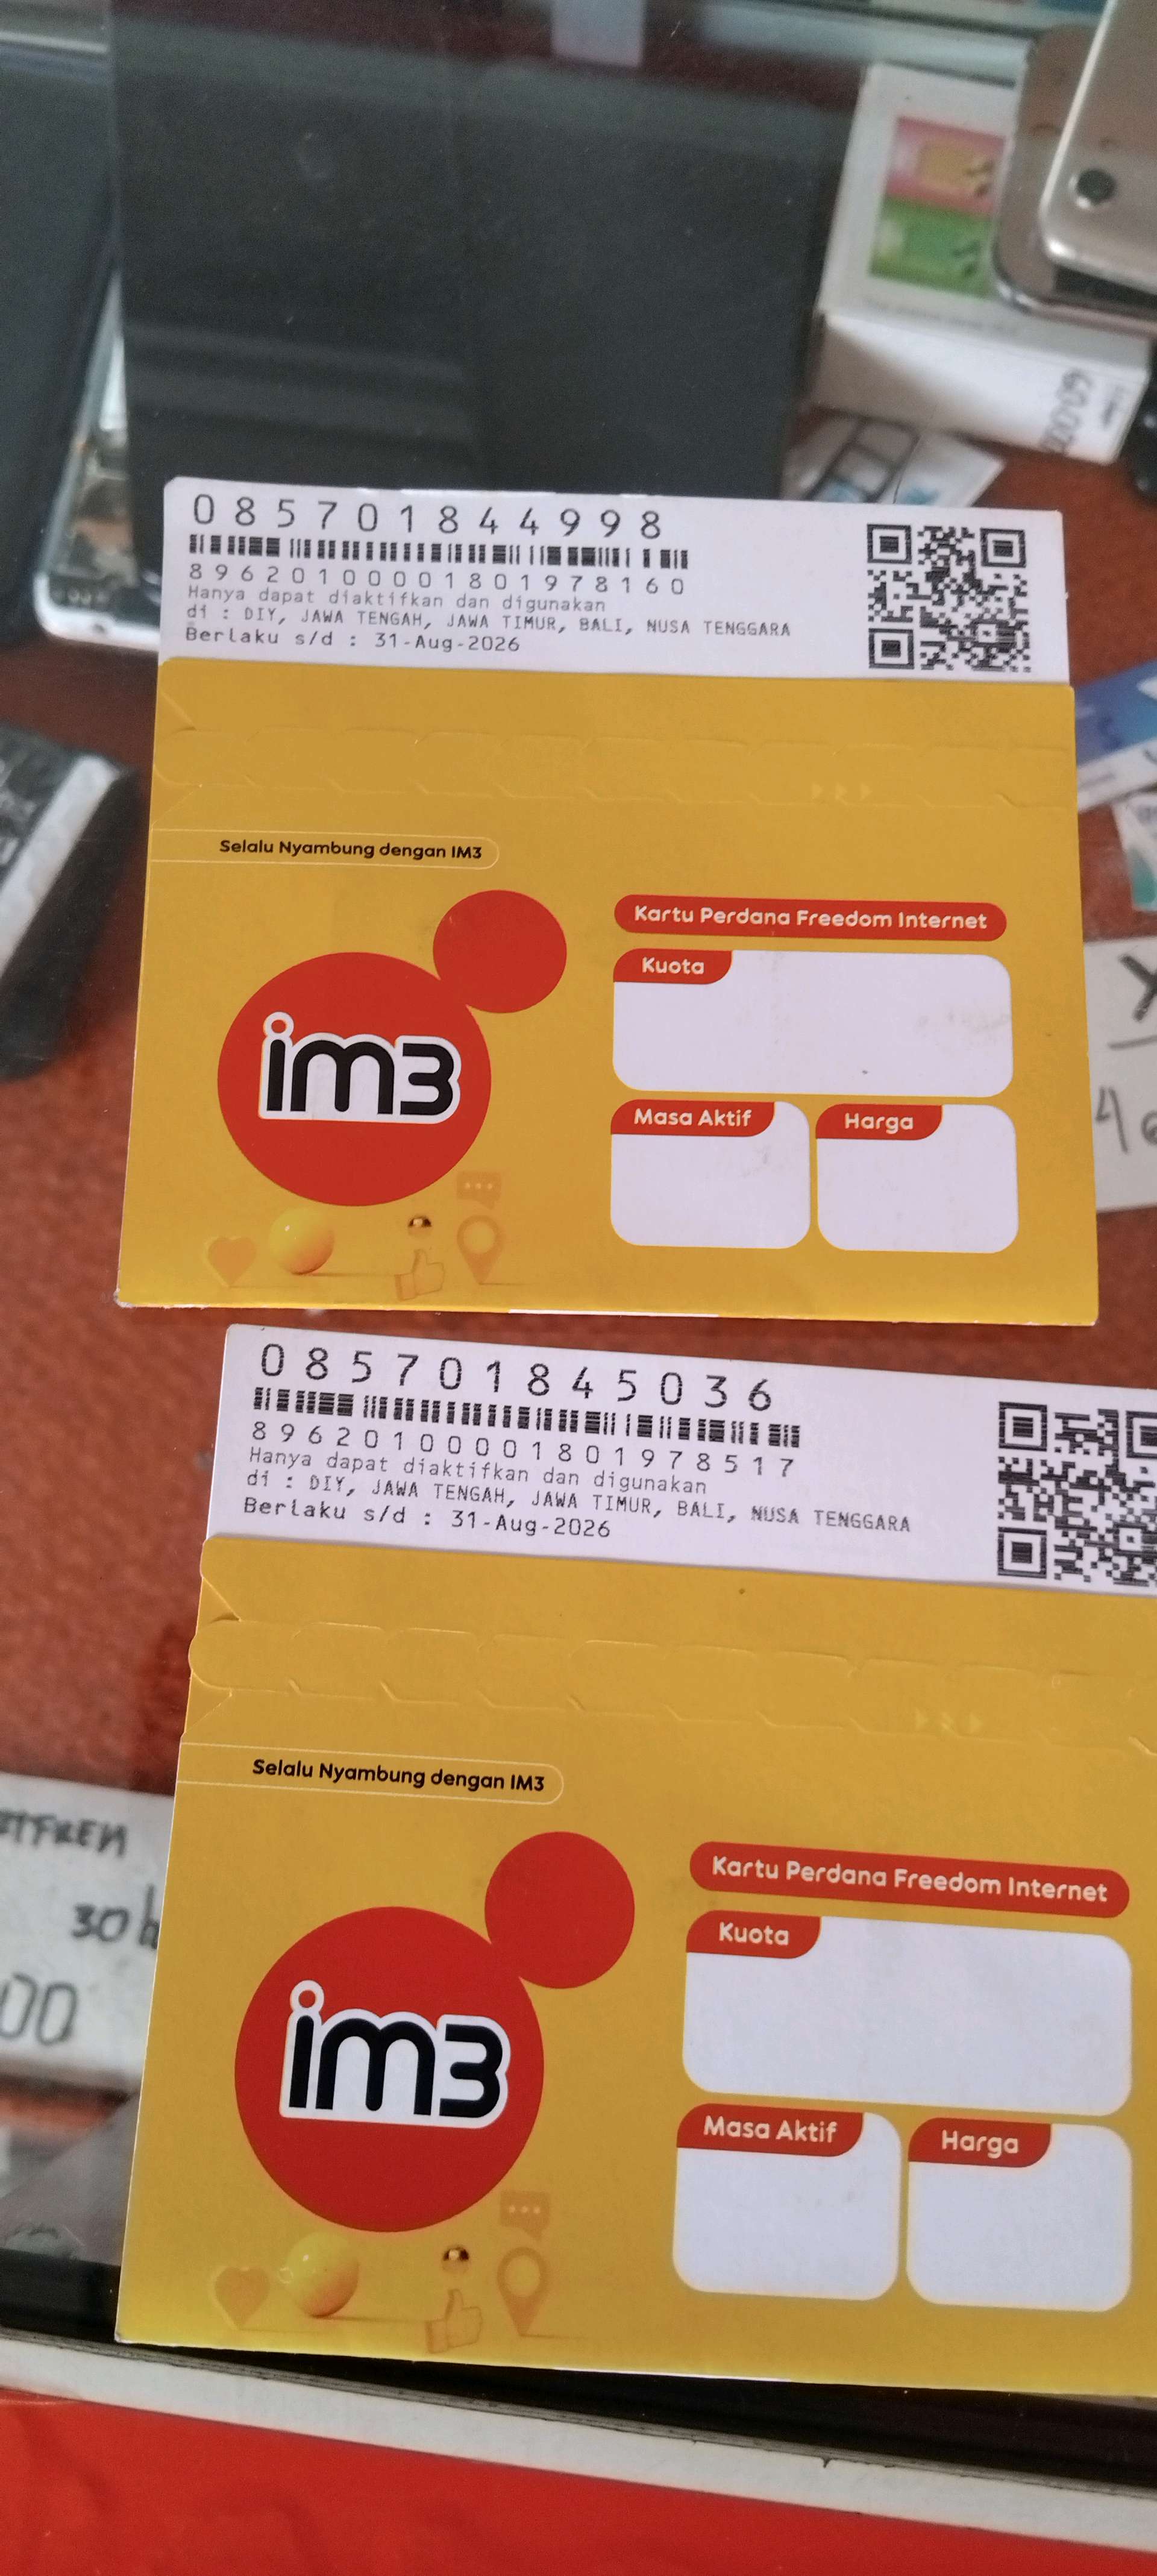 085701844998
89620100001801978160
Hanya dapat diaktifkan dan digunakan
di : DIY, JAWA TENGAH, JAWA TIMUR, BALI, NUSA TENGGARA
Berlaku s/d : 31-Aug-2026
Selalu Nyambung dengan IM3
im3
Kartu Perdana Freedom Internet
Kuota
Masa Aktif
Harga
085701845036
89620100001801978517
Hanya dapat diaktifkan dan digunakan
di : DIY, JAWA TENGAH, JAWA TIMUR, BALI, NUSA TENGGARA
Berlaku s/d : 31-Aug-2026
Selalu Nyambung dengan IM3
im3
Kartu Perdana Freedom Internet
Kuota
Masa Aktif
Harga
30